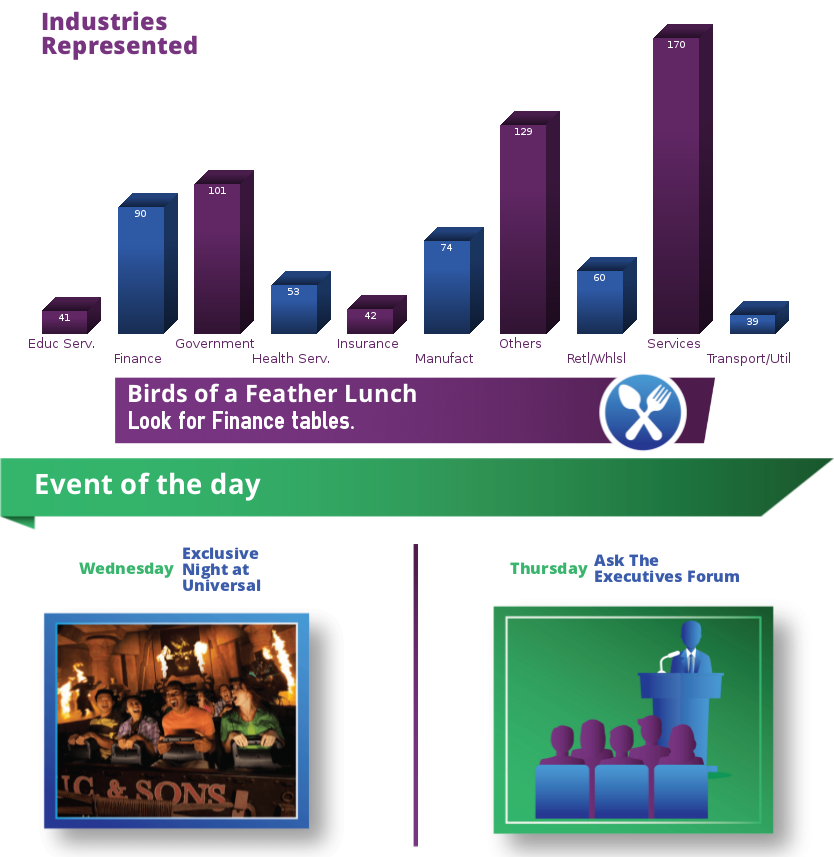 Industries
Represented
170
129
101
90
74
60
53
41
42
39
Educ Serv.
Finance
Government
Health Serv.
Insurance
Manufact
Others
Retl/Whlsl
Services
Transport/Util
Birds of a Feather Lunch
Look for Finance tables.
Event of the day
Wednesday
Exclusive
Night at
Universal
Thursday
Ask The
Executives Forum
C. & SONS